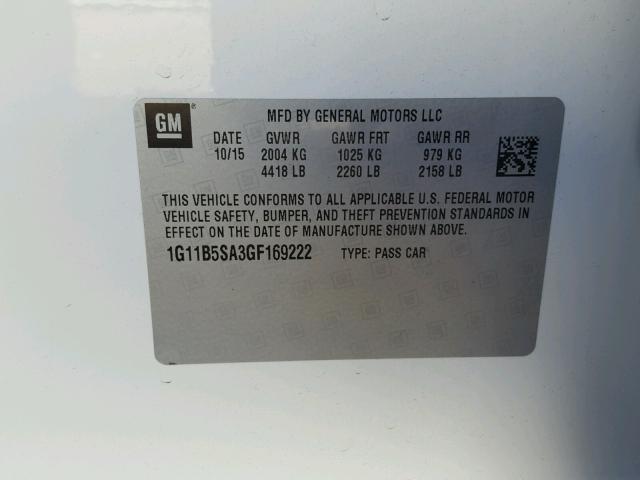 GM MFD BY GENERAL MOTORS LLC
DATE GVWR GAWR FRT GAWR RR
10/15 2004 KG 1025 KG 979 KG
4418 LB 2260 LB 2158 LB
THIS VEHICLE CONFORMS TO ALL APPLICABLE U.S. FEDERAL MOTOR
VEHICLE SAFETY, BUMPER, AND THEFT PREVENTION STANDARDS IN
EFFECT ON THE DATE OF MANUFACTURE SHOWN ABOVE.
1G11B5SA3GF169222 TYPE: PASS CAR